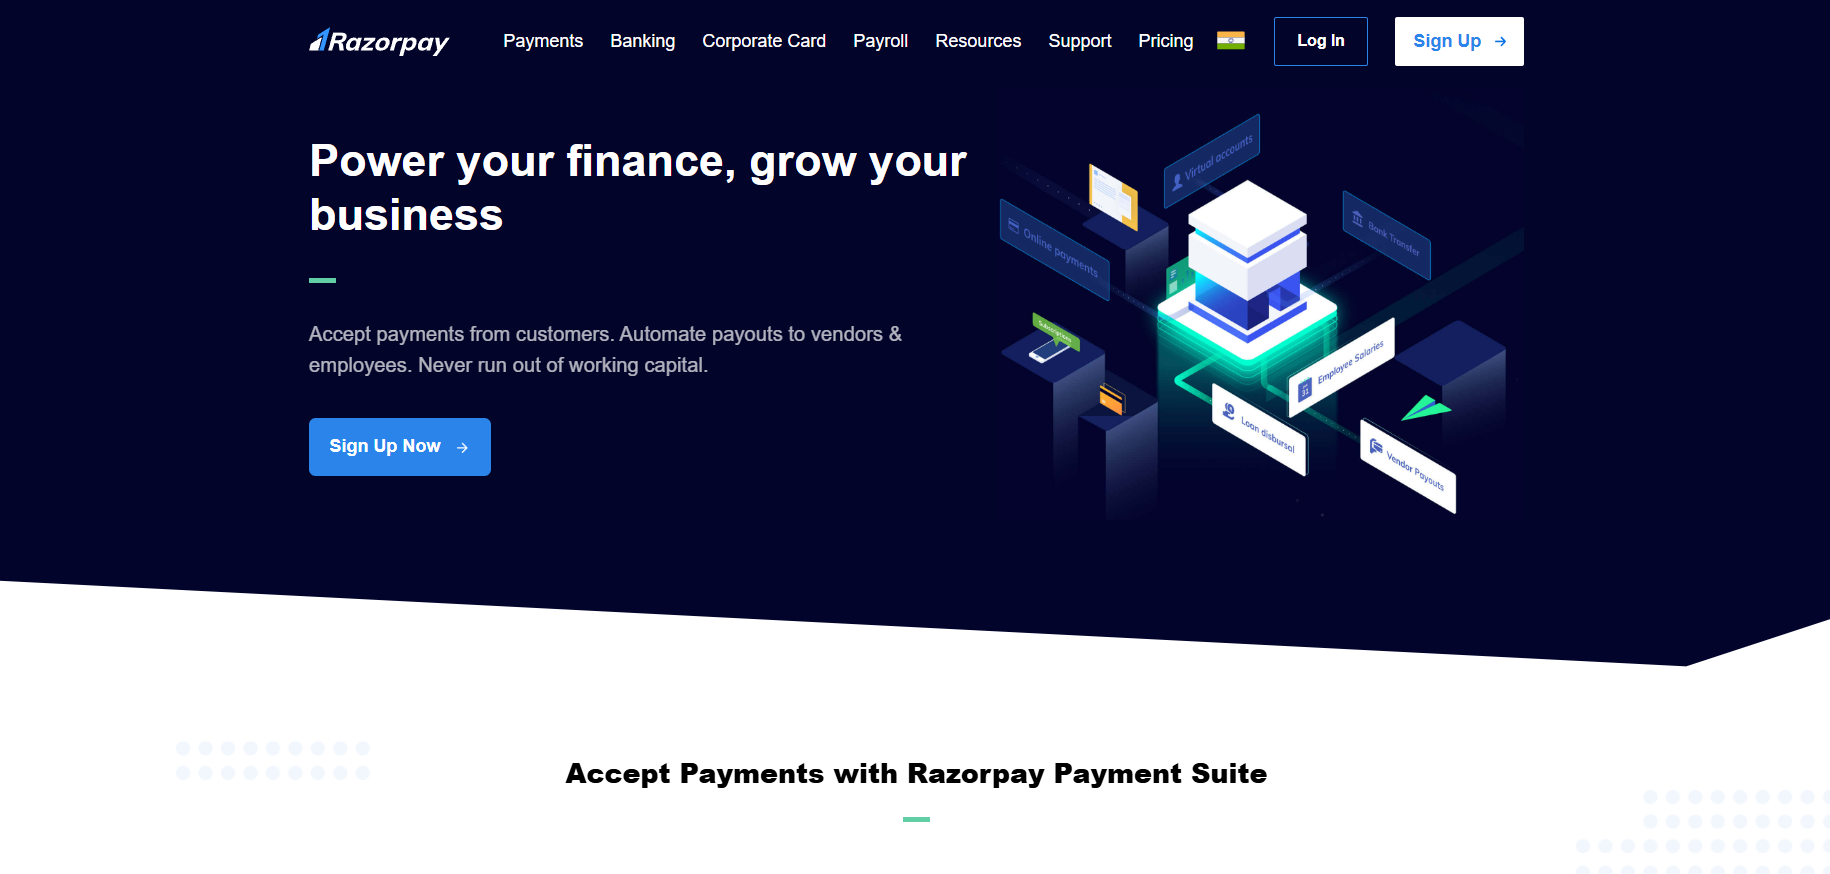 Razorpay
Payments
Banking
Corporate Card
Payroll
Resources
Support
Pricing
Log In
Sign Up
Power your finance, grow your
business
Accept payments from customers. Automate payouts to vendors &
employees. Never run out of working capital.
Sign Up Now
Virtual accounts
Online payments
Bank Transfer
Subscriptions
Employee Salaries
31
Loan disbursal
Vendor Payouts
Accept Payments with Razorpay Payment Suite